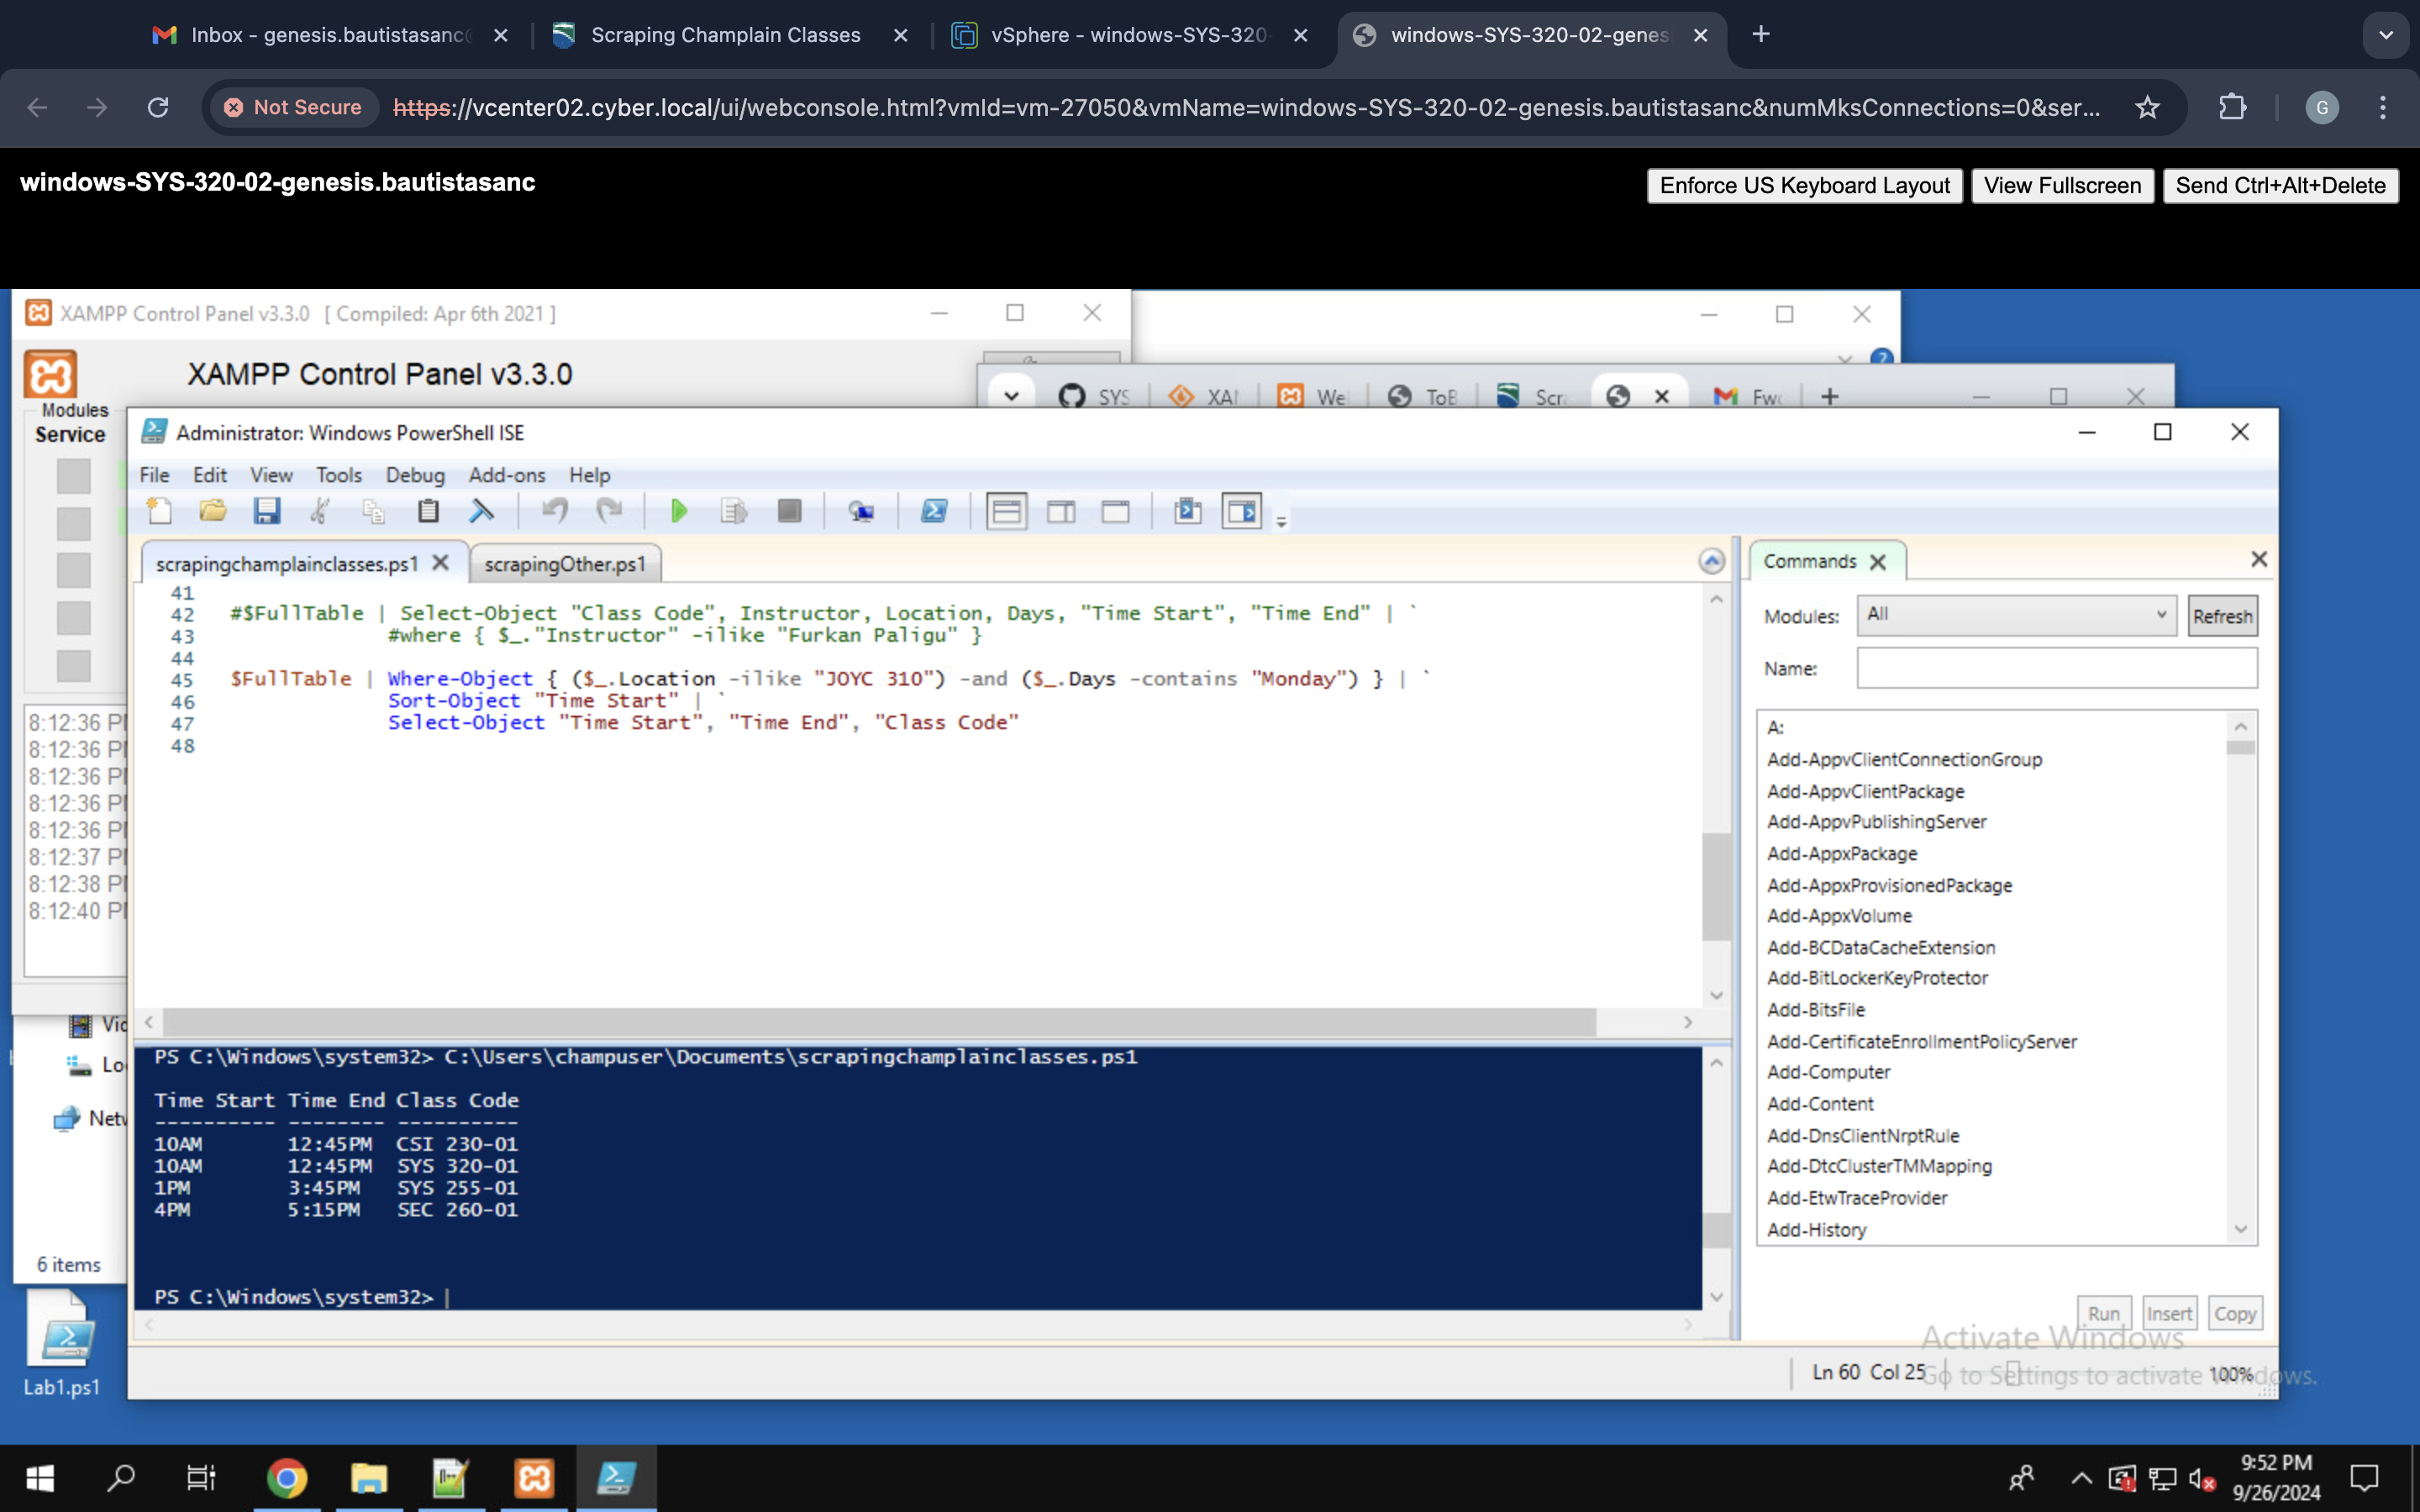 Inbox - genesis.bautistasanc
Scraping Champlain Classes
vSphere - windows-SYS-320-
windows-SYS-320-02-genes
Not Secure
https://vcenter02.cyber.local/ui/webconsole.html?vmId=vm-27050&vmName=windows-SYS-320-02-genesis.bautistasanc&numMksConnections=0&ser...
G
windows-SYS-320-02-genesis.bautistasanc
Enforce US Keyboard Layout
View Fullscreen
Send Ctrl+Alt+Delete
XAMPP Control Panel v3.3.0 [ Compiled: Apr 6th 2021 ]
XAMPP Control Panel v3.3.0
Modules
Service
SYS
XAI
We
ToB
Scr
Fw
Administrator: Windows PowerShell ISE
File Edit View Tools Debug Add-ons Help
scrapingchamplainclasses.ps1
scrapingOther.ps1
41
42 #$FullTable | Select-Object "Class Code", Instructor, Location, Days, "Time Start", "Time End" | `
43 #where { $_."Instructor" -ilike "Furkan Paligu" }
44
45 $FullTable | Where-Object { ($_.Location -ilike "JOYC 310") -and ($_.Days -contains "Monday") } | `
46 Sort-Object "Time Start" | `
47 Select-Object "Time Start", "Time End", "Class Code"
48
Commands
Modules: All
Refresh
Name:
A:
Add-AppvClientConnectionGroup
Add-AppvClientPackage
Add-AppvPublishingServer
Add-AppxPackage
Add-AppxProvisionedPackage
Add-AppxVolume
Add-BCDataCacheExtension
Add-BitLockerKeyProtector
Add-BitsFile
Add-CertificateEnrollmentPolicyServer
Add-Computer
Add-Content
Add-DnsClientNrptRule
Add-DtcClusterTMMapping
Add-EtwTraceProvider
Add-History
Run Insert Copy
8:12:36 P
8:12:36 P
8:12:36 P
8:12:36 P
8:12:36 P
8:12:37 P
8:12:38 P
8:12:40 P
Vic
Lo
Netw
6 items
PS C:\Windows\system32> C:\Users\champuser\Documents\scrapingchamplainclasses.ps1
Time Start Time End Class Code
---------- -------- ----------
10AM 12:45PM CSI 230-01
10AM 12:45PM SYS 320-01
1PM 3:45PM SYS 255-01
4PM 5:15PM SEC 260-01
PS C:\Windows\system32>
Activate Windows
Go to Settings to activate Windows.
Ln 60 Col 25
100%
Lab1.ps1
9:52 PM
9/26/2024